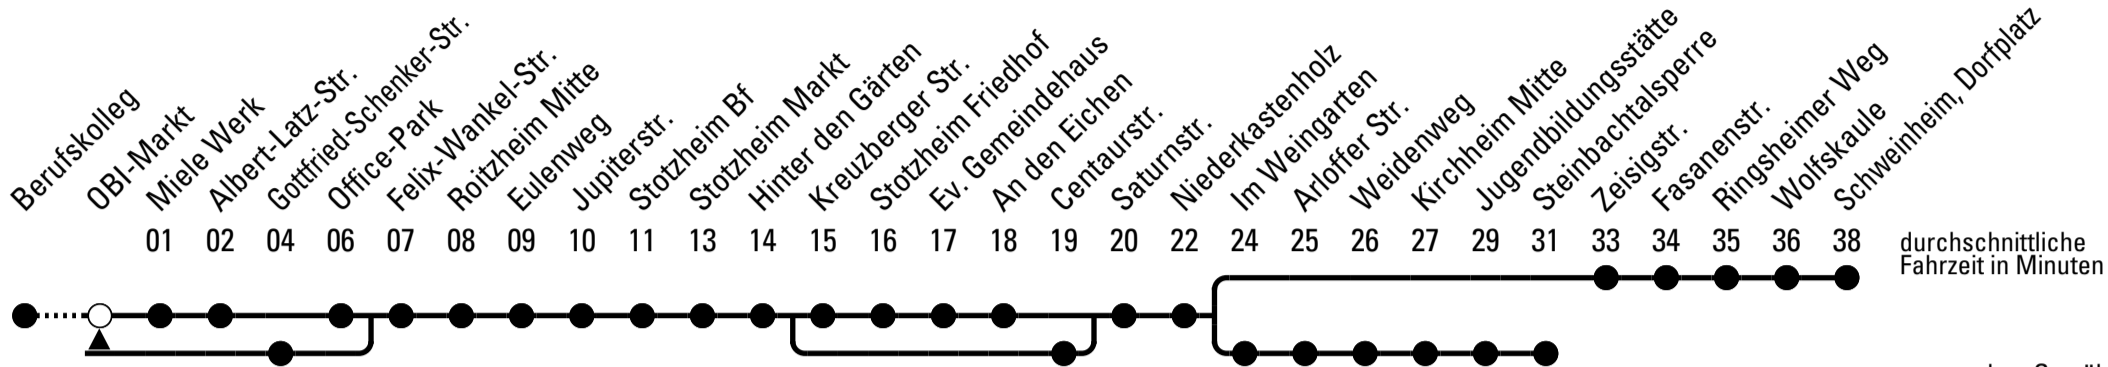 Berufskolleg
OBI-Markt
Miele Werk
Albert-Latz-Str.
Gottfried-Schenker-Str.
Office-Park
Felix-Wankel-Str.
Roitzheim Mitte
Eulenweg
Jupiterstr.
Stotzheim Bf
Stotzheim Markt
Hinter den Gärten
Kreuzberger Str.
Stotzheim Friedhof
Ev. Gemeindehaus
An den Eichen
Centaurstr.
Saturnstr.
Niederkastenholz
Im Weingarten
Arloffer Str.
Weidenweg
Kirchheim Mitte
Jugendbildungsstätte
Steinbachtalsperre
Zeisigstr.
Fasanenstr.
Ringsheimer Weg
Wolfskaule
Schweinheim, Dorfplatz
01 02 04 06 07 08 09 10 11 13 14 15 16 17 18 19 20 22 24 25 26 27 29 31 33 34 35 36 38
durchschnittliche
Fahrzeit in Minuten